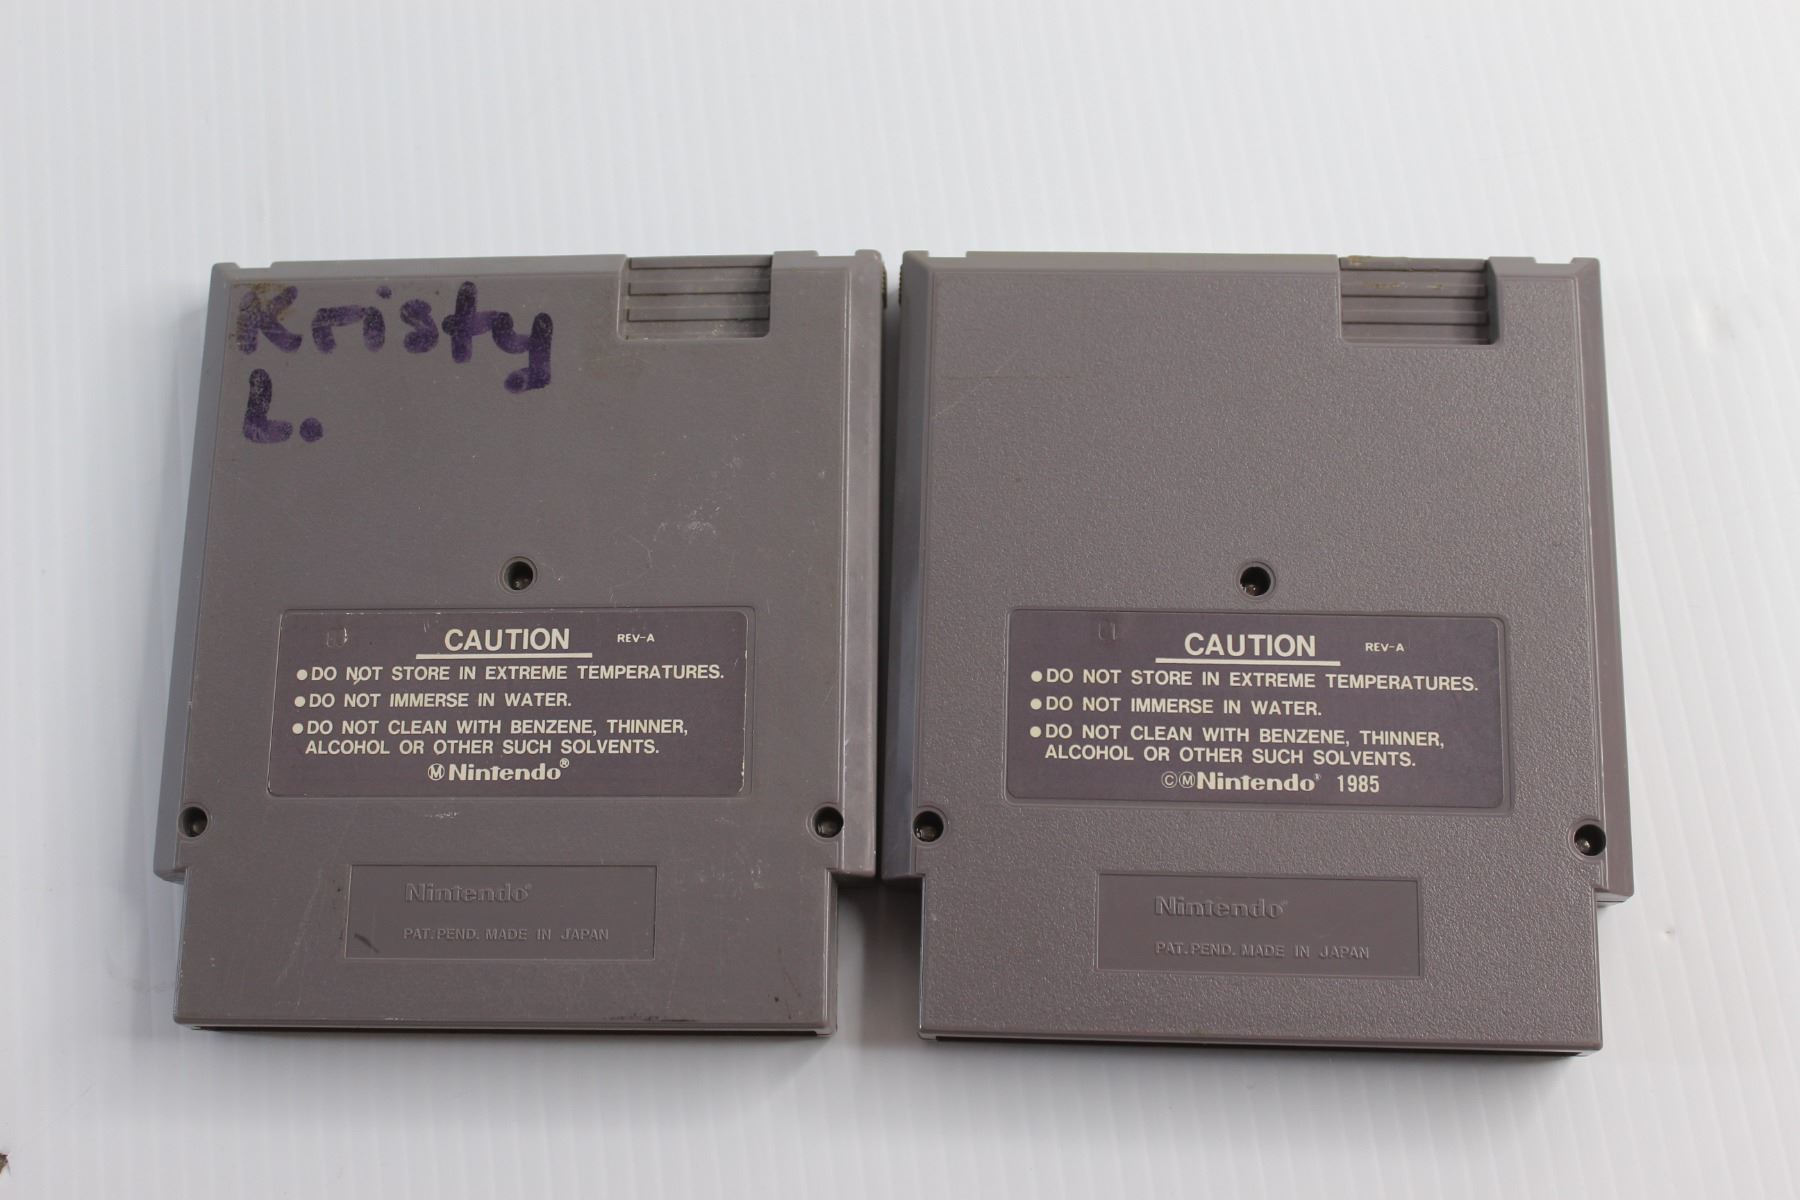 Kristy
L.
CAUTION REV-A
●DO NOT STORE IN EXTREME TEMPERATURES.
●DO NOT IMMERSE IN WATER.
●DO NOT CLEAN WITH BENZENE, THINNER,
ALCOHOL OR OTHER SUCH SOLVENTS.
ⓂNintendo®
Nintendo®
PAT. PEND. MADE IN JAPAN
CAUTION REV-A
●DO NOT STORE IN EXTREME TEMPERATURES.
●DO NOT IMMERSE IN WATER.
●DO NOT CLEAN WITH BENZENE, THINNER,
ALCOHOL OR OTHER SUCH SOLVENTS.
©ⓂNintendo® 1985
Nintendo®
PAT. PEND. MADE IN JAPAN